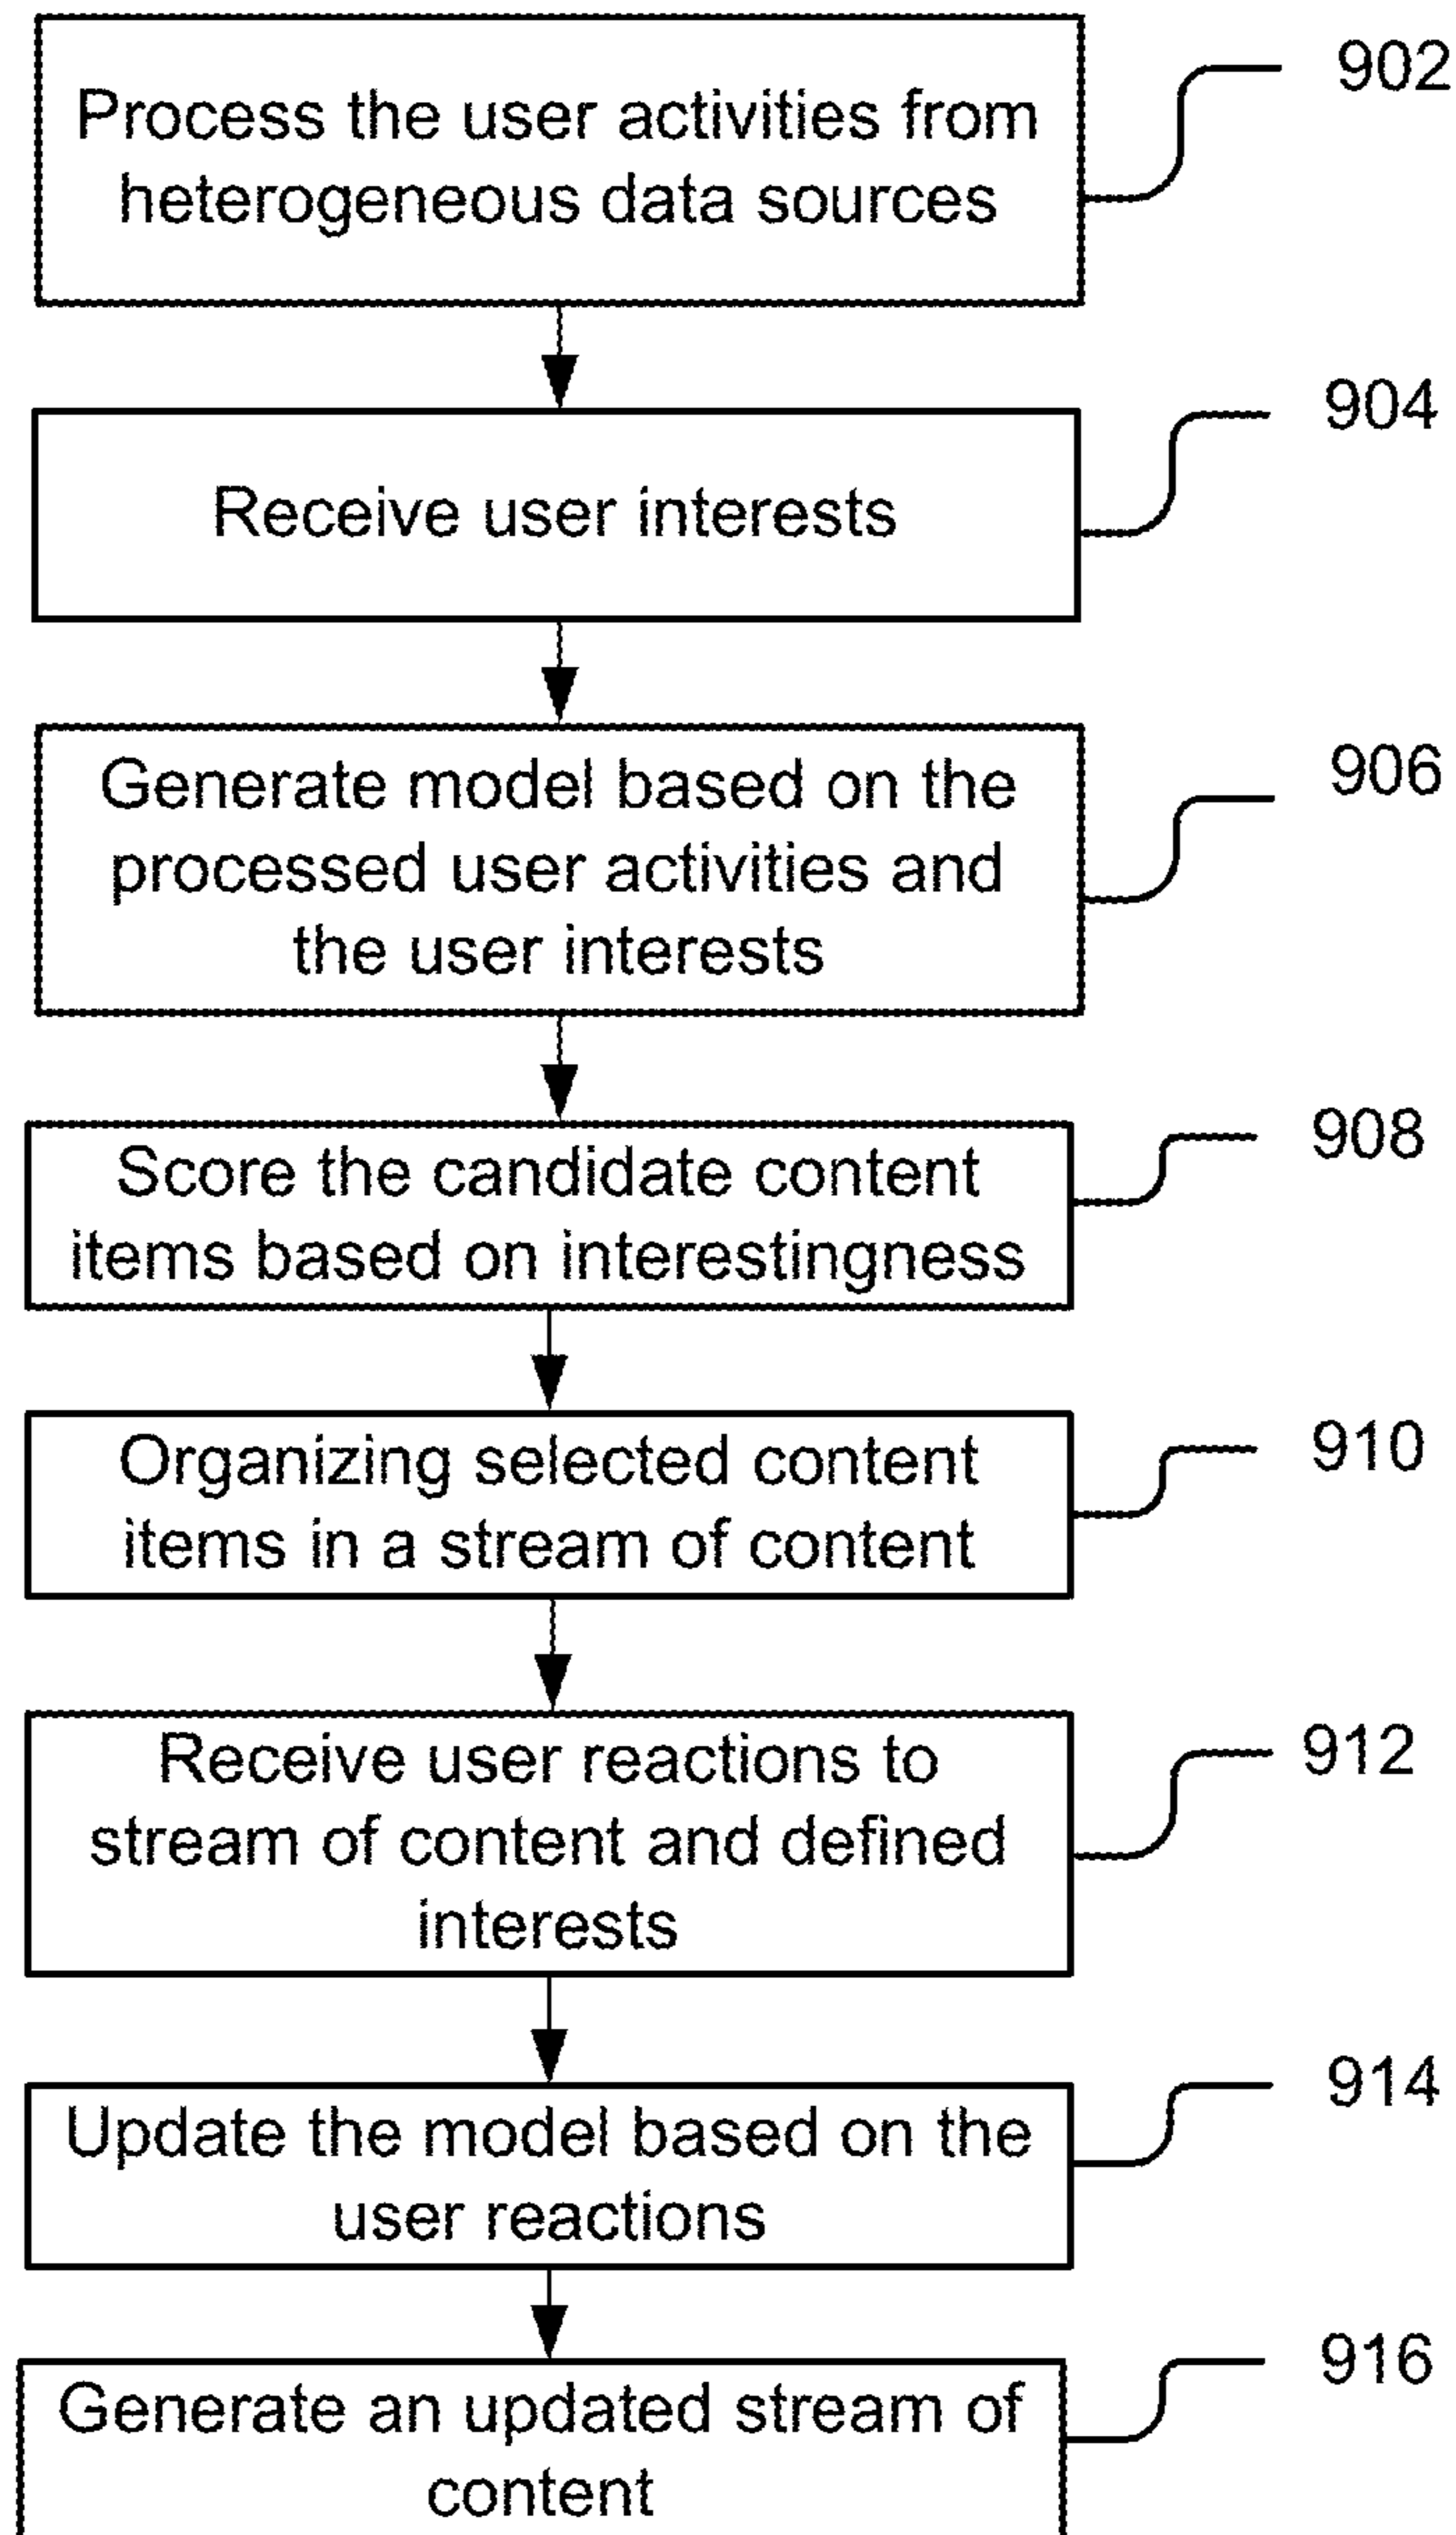 Process the user activities from
heterogeneous data sources
902
Receive user interests
904
Generate model based on the
processed user activities and
the user interests
906
Score the candidate content
items based on interestingness
908
Organizing selected content
items in a stream of content
910
Receive user reactions to
stream of content and defined
interests
912
Update the model based on the
user reactions
914
Generate an updated stream of
content
916